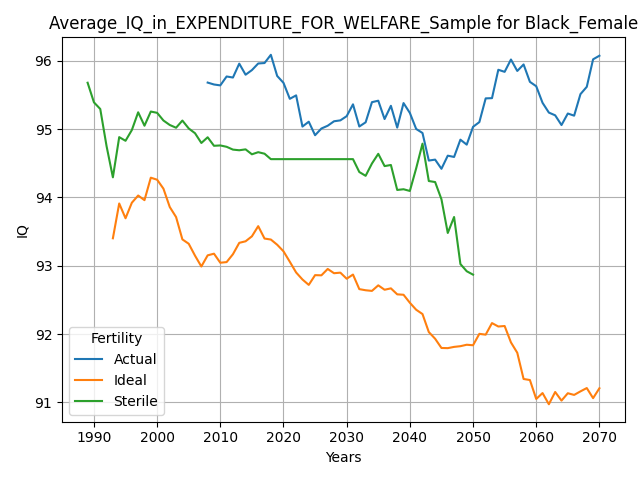 Average_IQ_in_EXPENDITURE_FOR_WELFARE_Sample for Black_Female
96
95
94
93
92
91
IQ
Fertility
Actual
Ideal
Sterile
1990 2000 2010 2020 2030 2040 2050 2060 2070
Years